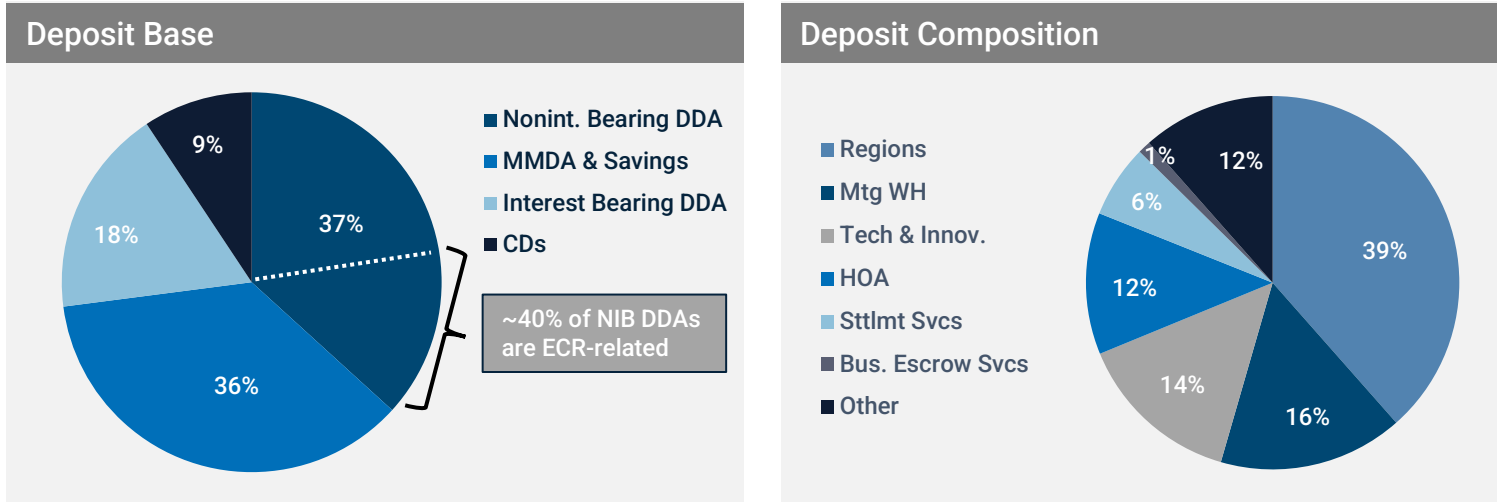 Deposit Base
37%
36%
18%
9%
Nonint. Bearing DDA
MMDA & Savings
Interest Bearing DDA
CDs
~40% of NIB DDAs
are ECR-related
Deposit Composition
Regions
Mtg WH
Tech & Innov.
HOA
Sttlmt Svcs
Bus. Escrow Svcs
Other
39%
16%
14%
12%
6%
1%
12%